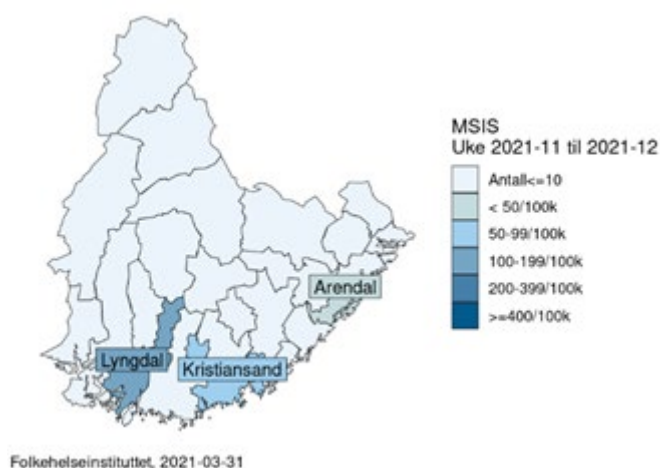 MSIS
Uke 2021-11 til 2021-12
Antall<=10
< 50/100k
50-99/100k
100-199/100k
200-399/100k
>=400/100k
Arendal
Lyngdal
Kristiansand
Folkehelseinstituttet, 2021-03-31